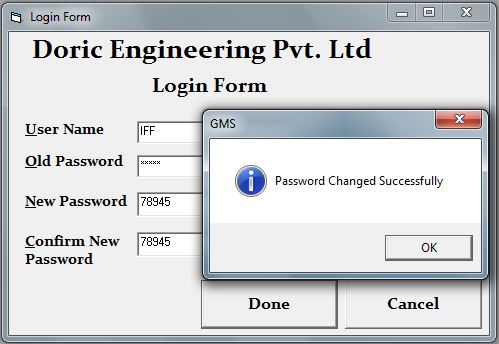 Login Form
Doric Engineering Pvt. Ltd
Login Form
User Name IFF
Old Password xxxxx
New Password 78945
Confirm New Password 78945
GMS
Password Changed Successfully
OK
Done Cancel